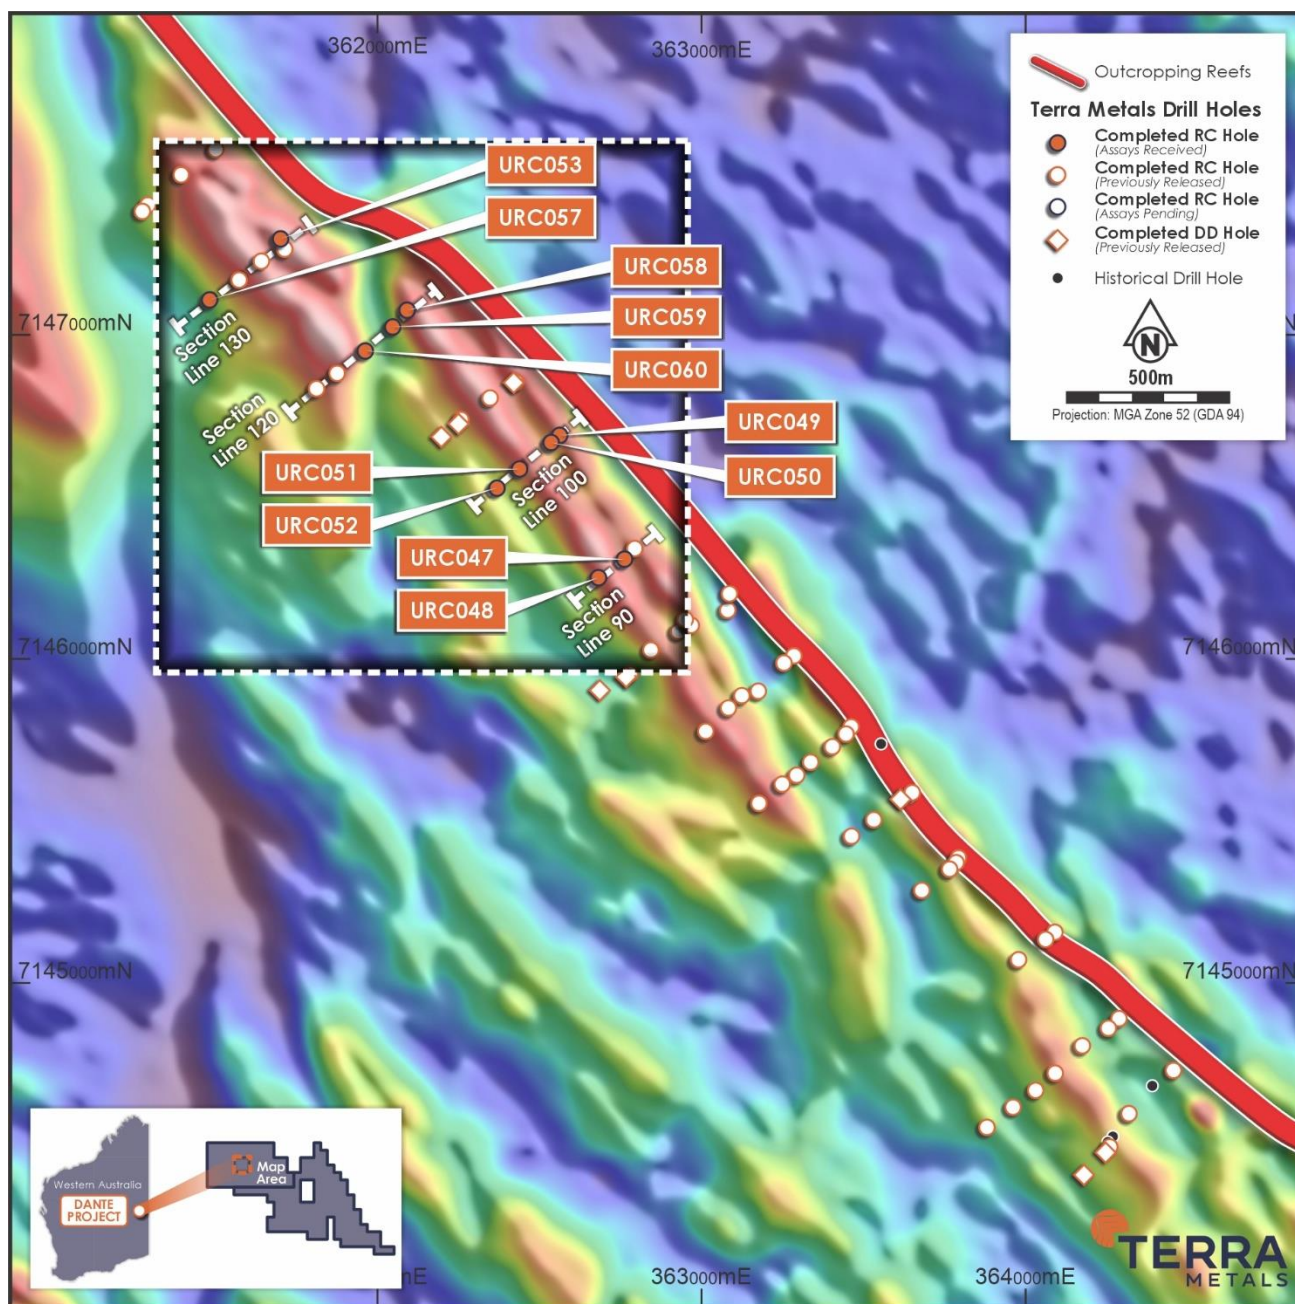 362000mE
363000mE
Outcropping Reefs
Terra Metals Drill Holes
Completed RC Hole
(Assays Received)
Completed RC Hole
(Previously Released)
Completed RC Hole
(Assays Pending)
Completed DD Hole
(Previously Released)
Historical Drill Hole
N
500m
Projection: MGA Zone 52 (GDA 94)
URC053
URC057
URC058
URC059
URC060
7147000mN
Section
Line 130
Section
Line 120
URC049
URC050
URC051
URC052
Section
Line 100
URC047
URC048
Section
Line 90
7146000mN
7146000mN
7145000mN
7145000mN
Western Australia
DANTE
PROJECT
Map
Area
mE
363000mE
364000mE
TERRA
METALS